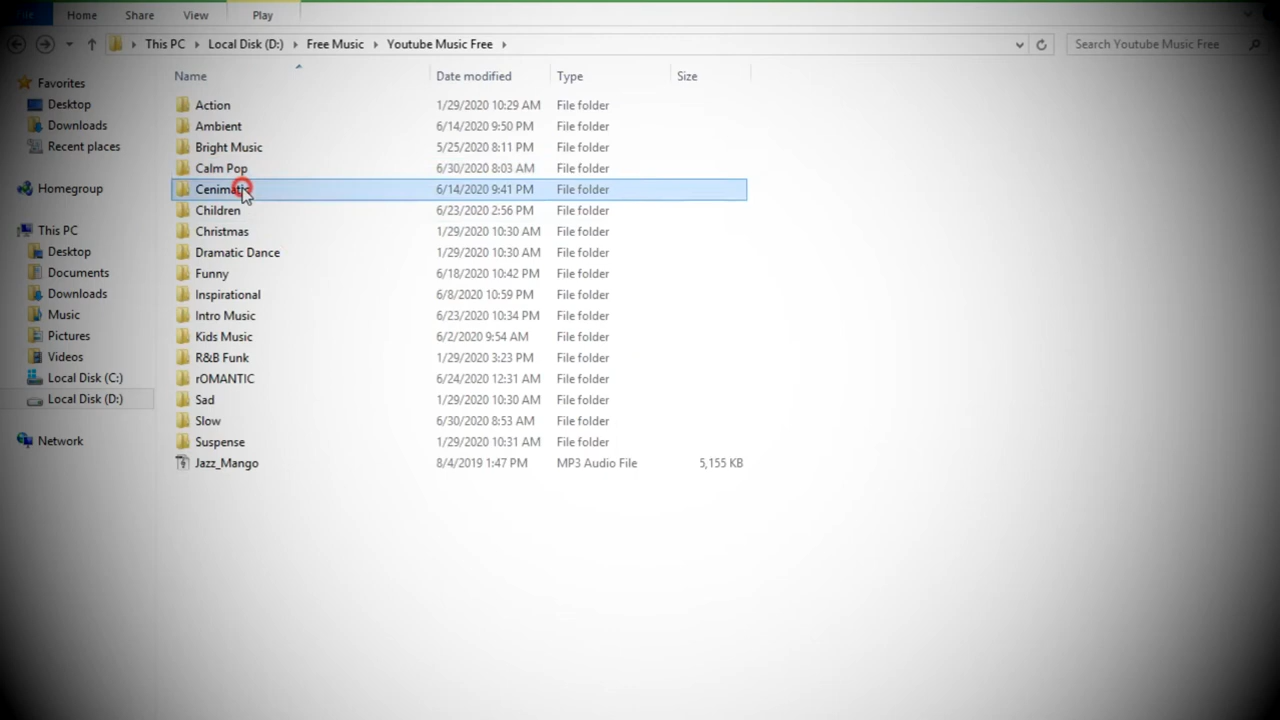 Home Share View Play
This PC Local Disk (D:) Free Music Youtube Music Free Search Youtube Music Free
Name Date modified Type Size
Favorites
Desktop
Downloads
Recent places
Homegroup
This PC
Desktop
Documents
Downloads
Music
Pictures
Videos
Local Disk (C:)
Local Disk (D:)
Network
Action 1/29/2020 10:29 AM File folder
Ambient 6/14/2020 9:50 PM File folder
Bright Music 5/25/2020 8:11 PM File folder
Calm Pop 6/30/2020 8:03 AM File folder
6/14/2020 9:41 PM File folder
Children 6/23/2020 2:56 PM File folder
Christmas 1/29/2020 10:30 AM File folder
Dramatic Dance 1/29/2020 10:30 AM File folder
Funny 6/18/2020 10:42 PM File folder
Inspirational 6/8/2020 10:59 PM File folder
Intro Music 6/23/2020 10:34 PM File folder
Kids Music 6/2/2020 9:54 AM File folder
R&B Funk 1/29/2020 3:23 PM File folder
rOMANTIC 6/24/2020 12:31 AM File folder
Sad 1/29/2020 10:30 AM File folder
Slow 6/30/2020 8:53 AM File folder
Suspense 1/29/2020 10:31 AM File folder
Jazz_Mango 8/4/2019 1:47 PM MP3 Audio File 5,155 KB